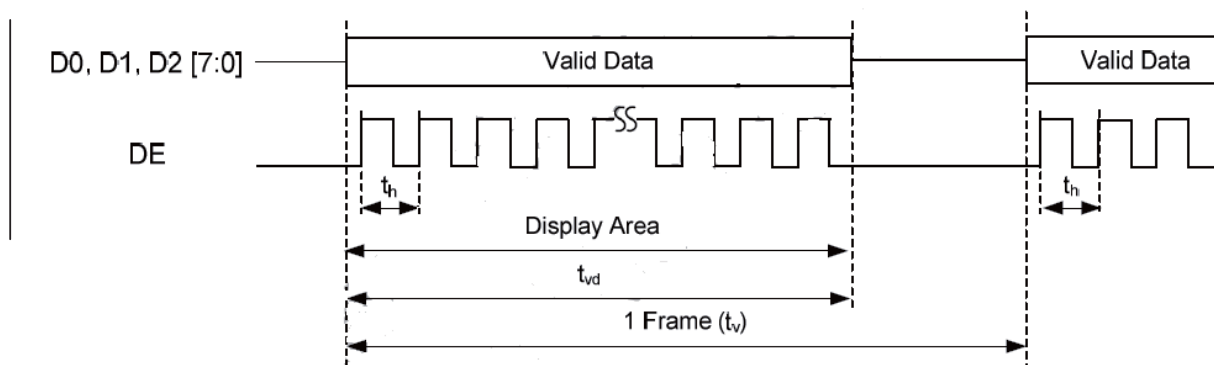 D0, D1, D2 [7:0]
Valid Data
Valid Data
DE
SS
th
th
Display Area
tvd
1 Frame (tv)